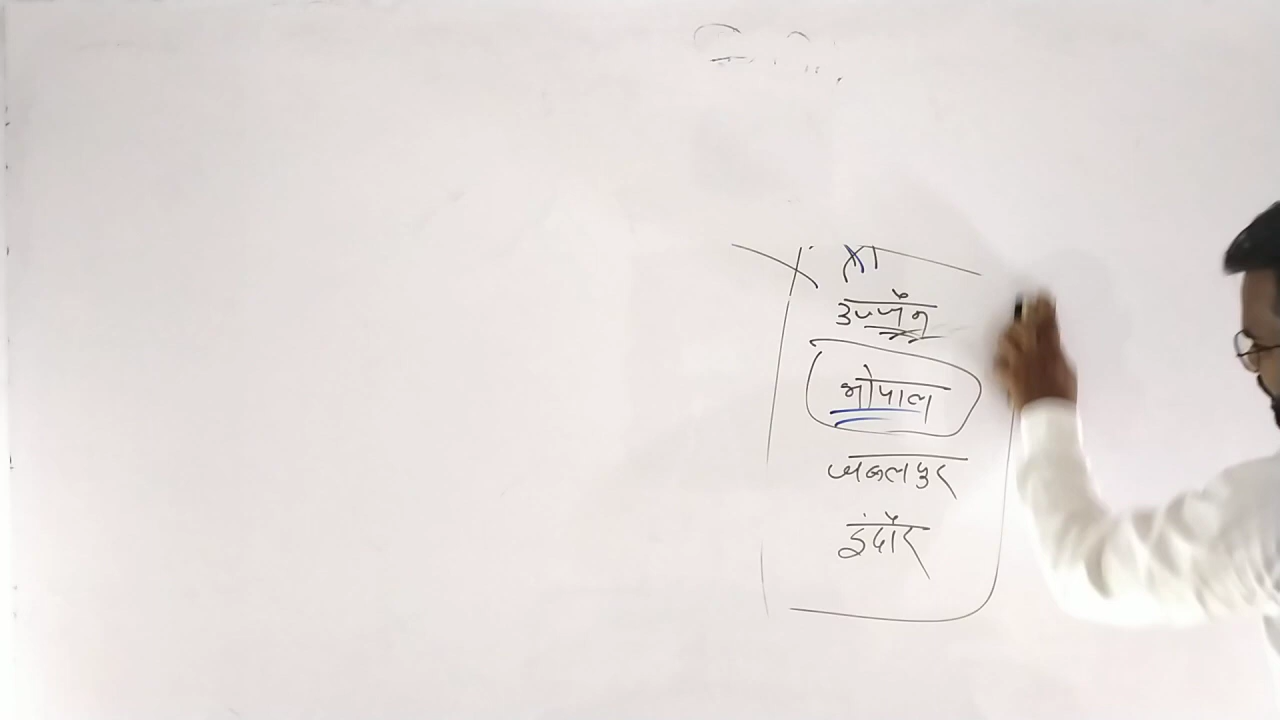 उज्जैन
भोपाल
जबलपुर
इंदौर